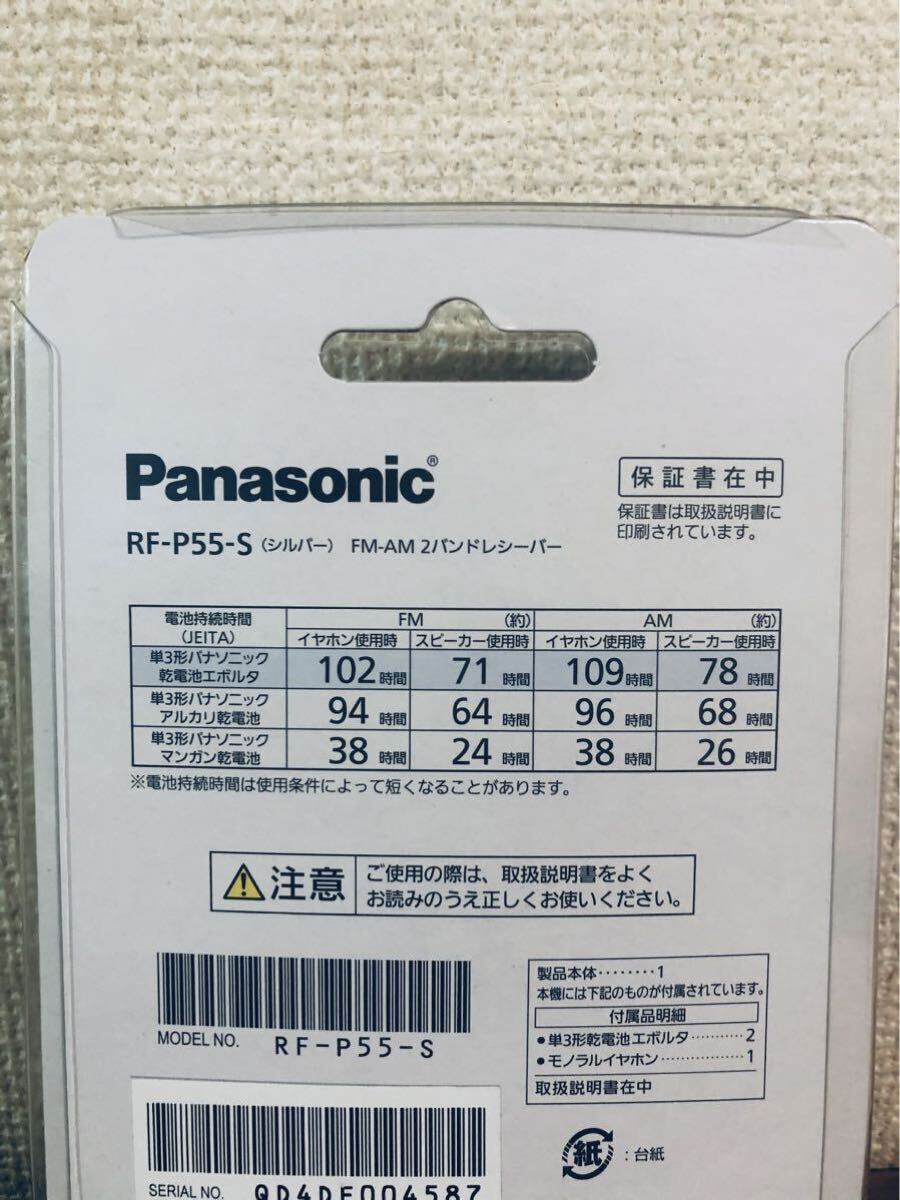 Panasonic®
保証書在中
保証書は取扱説明書に
印刷されています。
RF-P55-S (シルバー) FM-AM 2バンドレシーバー
電池持続時間
(JEITA)
FM (約)
AM (約)
イヤホン使用時 スピーカー使用時 イヤホン使用時 スピーカー使用時
単3形パナソニック
乾電池エボルタ
102時間 71時間 109時間 78時間
単3形パナソニック
アルカリ乾電池
94時間 64時間 96時間 68時間
単3形パナソニック
マンガン乾電池
38時間 24時間 38時間 26時間
※電池持続時間は使用条件によって短くなることがあります。
注意
ご使用の際は、取扱説明書をよく
お読みのうえ正しくお使いください。
MODEL NO. RF-P55-S
製品本体・・・・・・・・1
本機には下記のものが付属されています。
付属品明細
●単3形乾電池エボルタ・・・・・・・・・・2
●モノラルイヤホン・・・・・・・・・・・・・・・・1
取扱説明書在中
SERIAL NO. QD4DF004587
紙 : 台紙